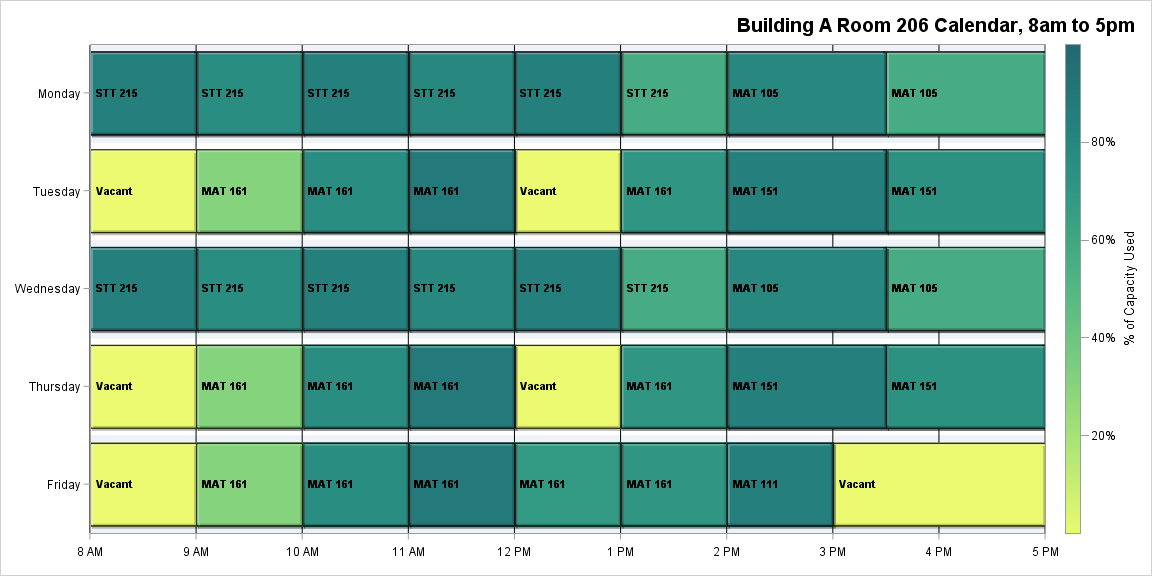 Building A Room 206 Calendar, 8am to 5pm
Monday
STT 215
STT 215
STT 215
STT 215
STT 215
STT 215
MAT 105
MAT 105
Tuesday
Vacant
MAT 161
MAT 161
MAT 161
Vacant
MAT 161
MAT 151
MAT 151
Wednesday
STT 215
STT 215
STT 215
STT 215
STT 215
STT 215
MAT 105
MAT 105
Thursday
Vacant
MAT 161
MAT 161
MAT 161
Vacant
MAT 161
MAT 151
MAT 151
Friday
Vacant
MAT 161
MAT 161
MAT 161
MAT 161
MAT 161
MAT 111
Vacant
8 AM
9 AM
10 AM
11 AM
12 PM
1 PM
2 PM
3 PM
4 PM
5 PM
80%
60%
40%
20%
% of Capacity Used